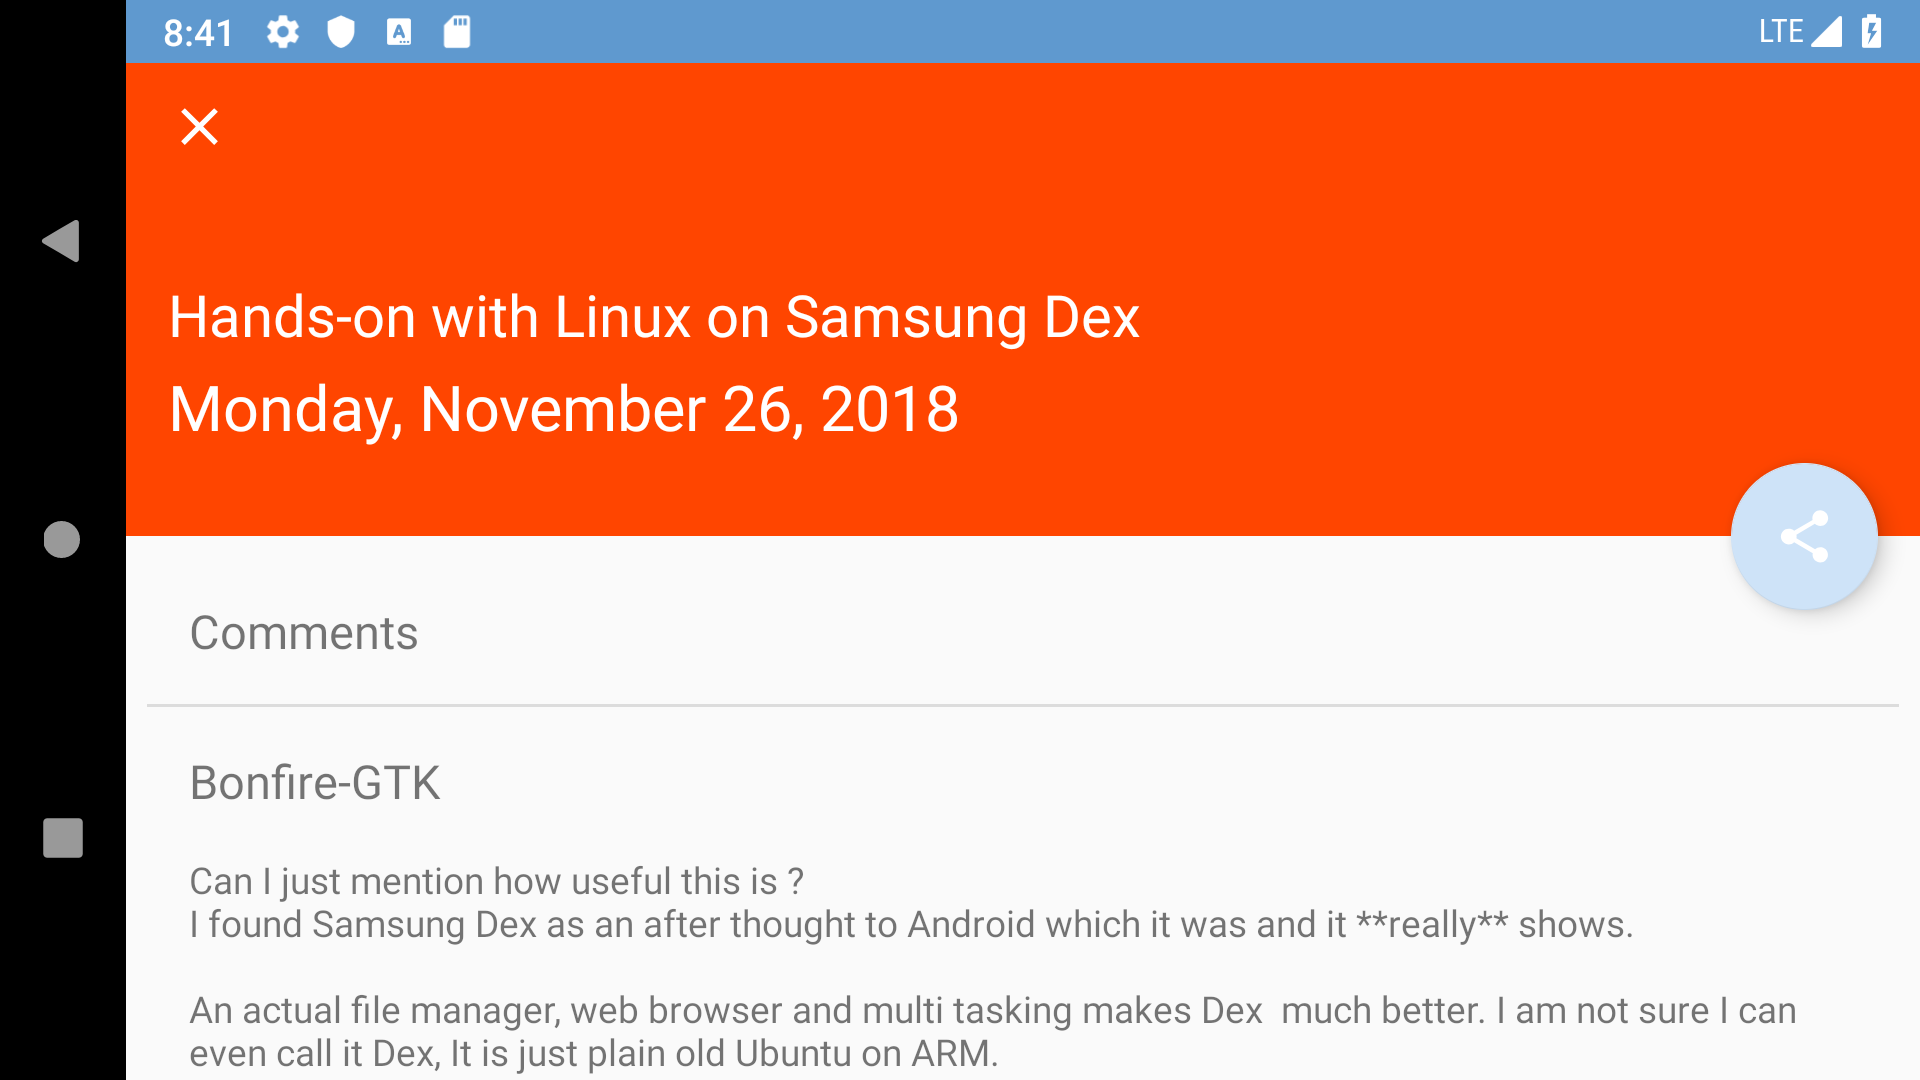 8:41
LTE
Hands-on with Linux on Samsung Dex
Monday, November 26, 2018
Comments
Bonfire-GTK
Can I just mention how useful this is ?
I found Samsung Dex as an after thought to Android which it was and it **really** shows.
An actual file manager, web browser and multi tasking makes Dex  much better. I am not sure I can
even call it Dex, It is just plain old Ubuntu on ARM.